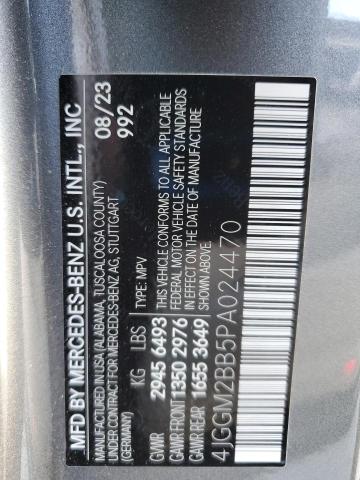 MFD BY MERCEDES-BENZ U.S. INTL., INC
MANUFACTURED IN USA (ALABAMA, TUSCALOOSA COUNTY)
UNDER CONTRACT FOR MERCEDES-BENZ AG, STUTTGART
08/23
992
KG LBS TYPE: MPV
GVWR 2945 6493
GAWR FRONT 1350 2976
GAWR REAR 1655 3649
THIS VEHICLE CONFORMS TO ALL APPLICABLE
FEDERAL MOTOR VEHICLE SAFETY STANDARDS
IN EFFECT ON THE DATE OF MANUFACTURE
SHOWN ABOVE.
4JGGM2BB5PA024470